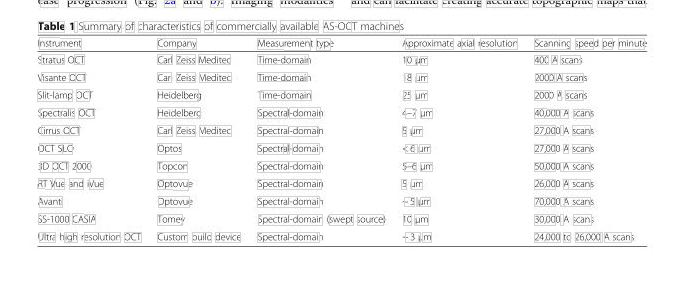 ease progression (Fig. 2a and b). Imaging modalities and can facilitate creating accurate topographic maps that
Table 1 Summary of characteristics of commercially available AS-OCT machines
Instrument Company Measurement type Approximate axial resolution Scanning speed per minute
Stratus OCT Carl Zeiss Meditec Time-domain 10 μm 400 A scans
Visante OCT Carl Zeiss Meditec Time-domain 18 μm 2000 A scans
Slit-lamp OCT Heidelberg Time-domain 25 μm 2000 A scans
Spectralis OCT Heidelberg Spectral-domain 4–7 μm 40,000 A scans
Cirrus OCT Carl Zeiss Meditec Spectral-domain 5 μm 27,000 A scans
OCT SLO Optos Spectral-domain <6 μm 27,000 A scans
3D OCT 2000 Topcon Spectral-domain 5–6 μm 50,000 A scans
RT Vue and iVue Optovue Spectral-domain 5 μm 26,000 A scans
Avanti Optovue Spectral-domain 5 μm 70,000 A scans
SS-1000 CASIA Tomey Spectral-domain (swept source) 10 μm 30,000 A scans
Ultra high resolution OCT Custom build device Spectral-domain 3 μm 24,000 to 26,000 A scans